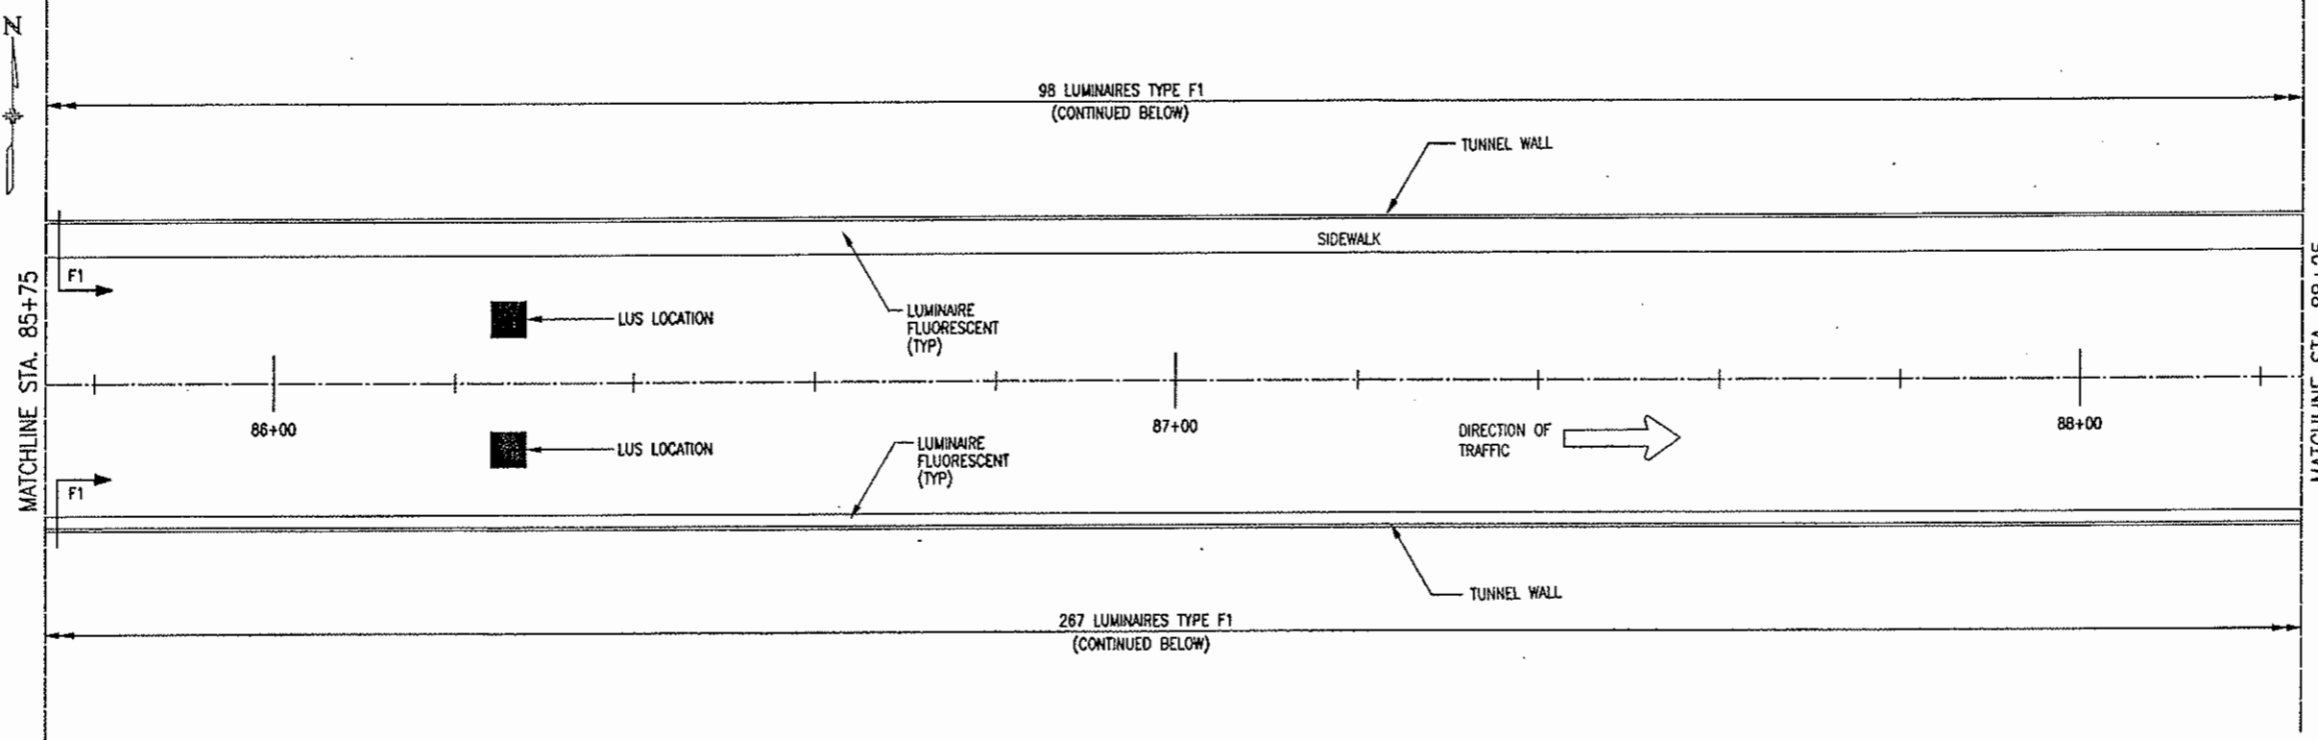 N
98 LUMINAIRES TYPE F1
(CONTINUED BELOW)
TUNNEL WALL
SIDEWALK
F1
LUS LOCATION
LUMINAIRE
FLUORESCENT
(TYP)
MATCHLINE STA. 85+75
86+00
87+00
88+00
LUS LOCATION
LUMINAIRE
FLUORESCENT
(TYP)
DIRECTION OF
TRAFFIC
F1
TUNNEL WALL
267 LUMINAIRES TYPE F1
(CONTINUED BELOW)